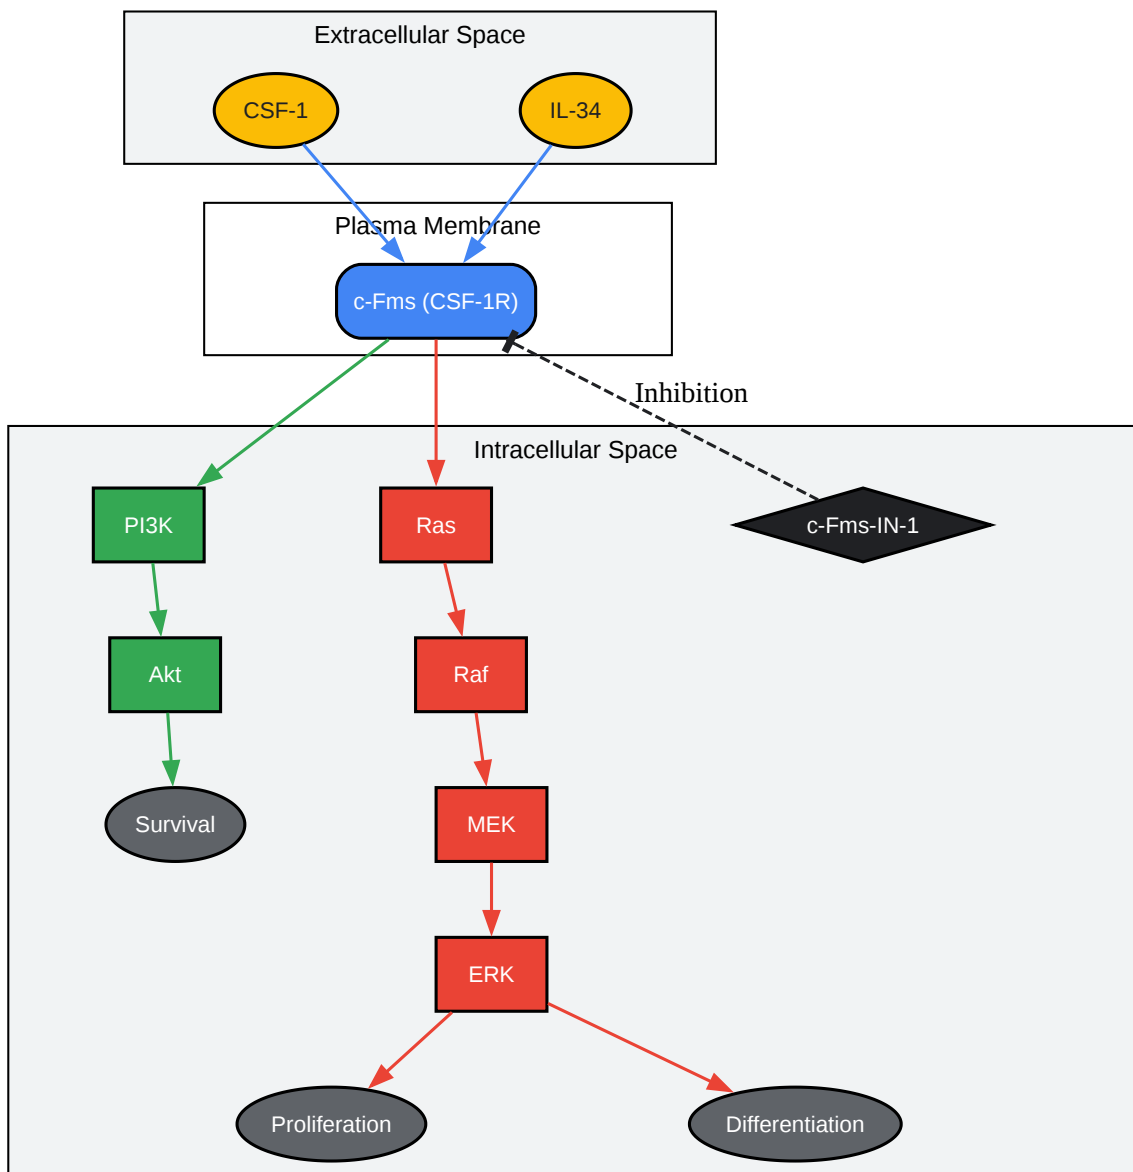 Extracellular Space
CSF-1
IL-34
Plasma Membrane
c-Fms (CSF-1R)
Inhibition
Intracellular Space
PI3K
Ras
c-Fms-IN-1
Akt
Raf
Survival
MEK
ERK
Proliferation
Differentiation